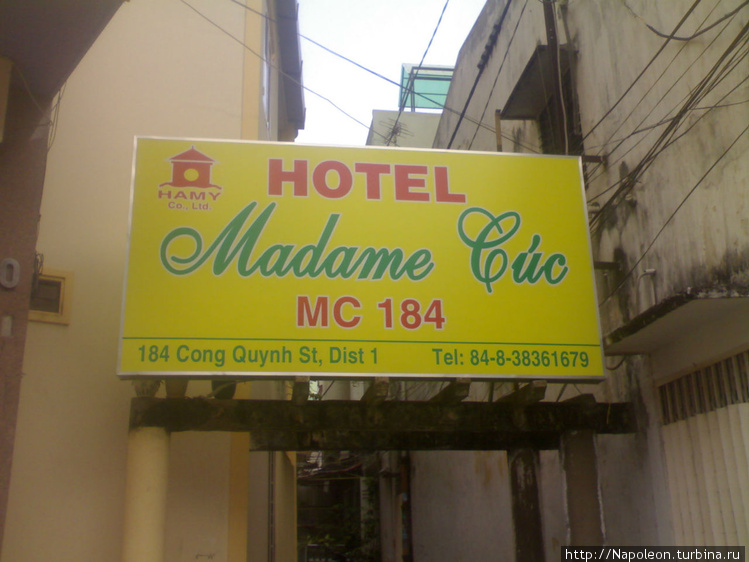 HOTEL
HAMY
Co., Ltd.
Madame Cúc
MC 184
184 Cong Quynh St, Dist 1 Tel: 84-8-38361679
http://Napoleon.turbina.ru